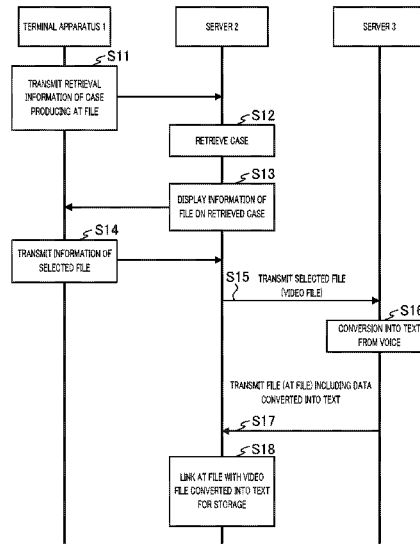 TERMINAL APPARATUS 1
SERVER 2
SERVER 3
S11
TRANSMIT RETRIEVAL
INFORMATION OF CASE
PRODUCING AT FILE
S12
RETRIEVE CASE
S13
DISPLAY INFORMATION OF
FILE ON RETRIEVED CASE
S14
TRANSMIT INFORMATION OF
SELECTED FILE
S15
TRANSMIT SELECTED FILE
(VIDEO FILE)
S16
CONVERSION INTO TEXT
FROM VOICE
TRANSMIT FILE (AT FILE) INCLUDING DATA
CONVERTED INTO TEXT
S17
S18
LINK AT FILE WITH VIDEO
FILE CONVERTED INTO TEXT
FOR STORAGE